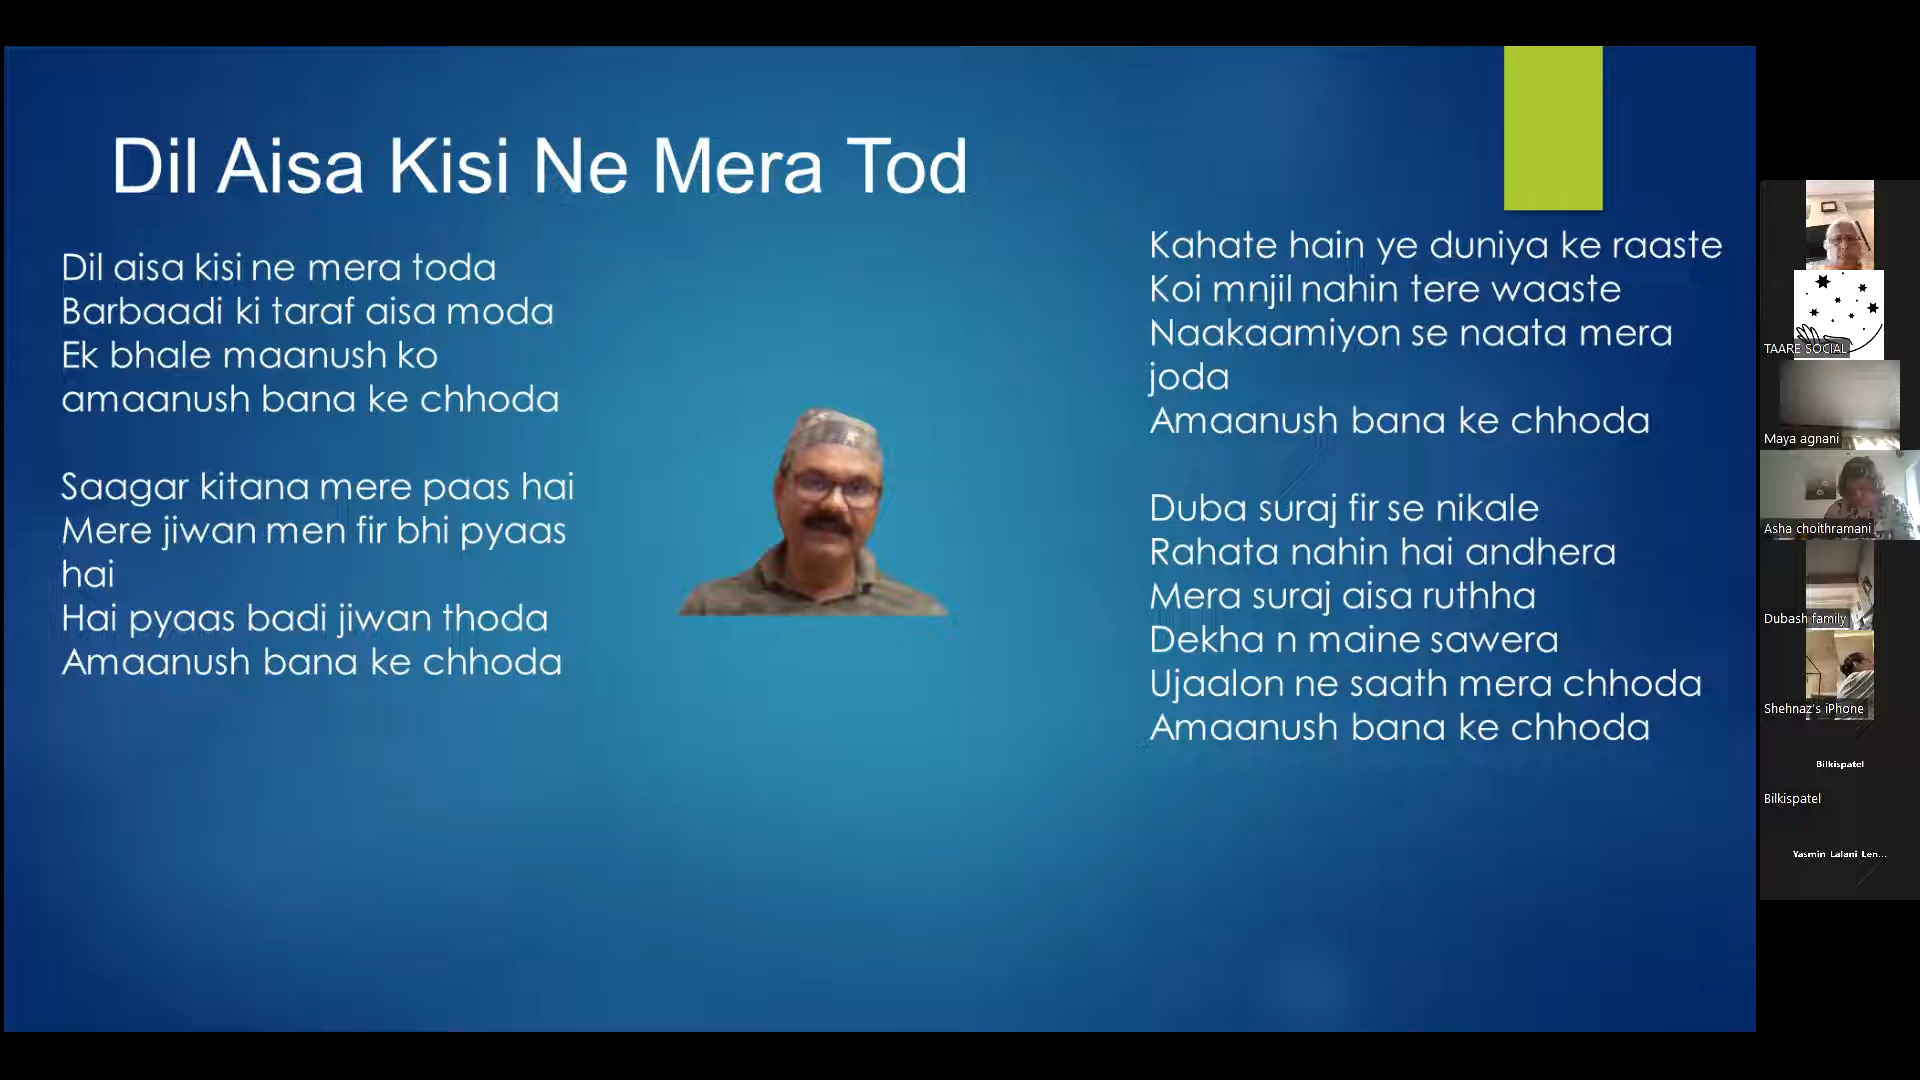 Dil Aisa Kisi Ne Mera Tod
Dil aisa kisi ne mera toda
Barbaadi ki taraf aisa moda
Ek bhale maanush ko
amaanush bana ke chhoda
Saagar kitana mere paas hai
Mere jiwan men fir bhi pyaas
hai
Hai pyaas badi jiwan thoda
Amaanush bana ke chhoda
Kahate hain ye duniya ke raaste
Koi mnjil nahin tere waaste
Naakaamiyon se naata mera
joda
Amaanush bana ke chhoda
Duba suraj fir se nikale
Rahata nahin hai andhera
Mera suraj aisa ruthha
Dekha n maine sawera
Ujaalon ne saath mera chhoda
Amaanush bana ke chhoda
TAARE SOCIAL
Maya agnani
Asha choithramani
Dubash family
Shehnaz's iPhone
Bilkispatel
Bilkispatel
Yasmin Lalani Len...